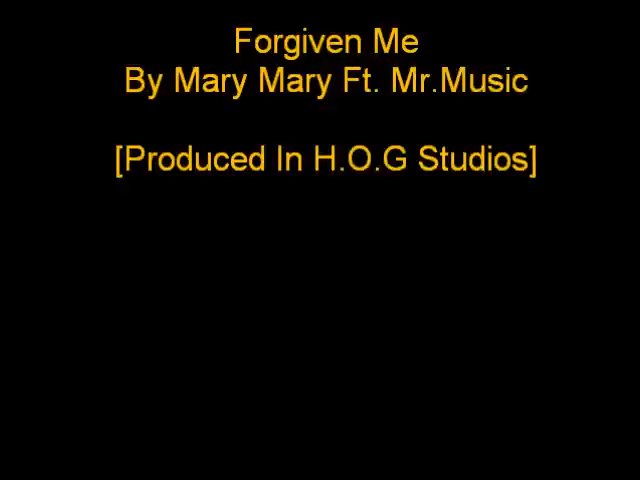 Forgiven Me
By Mary Mary Ft. Mr.Music
[Produced In H.O.G Studios]